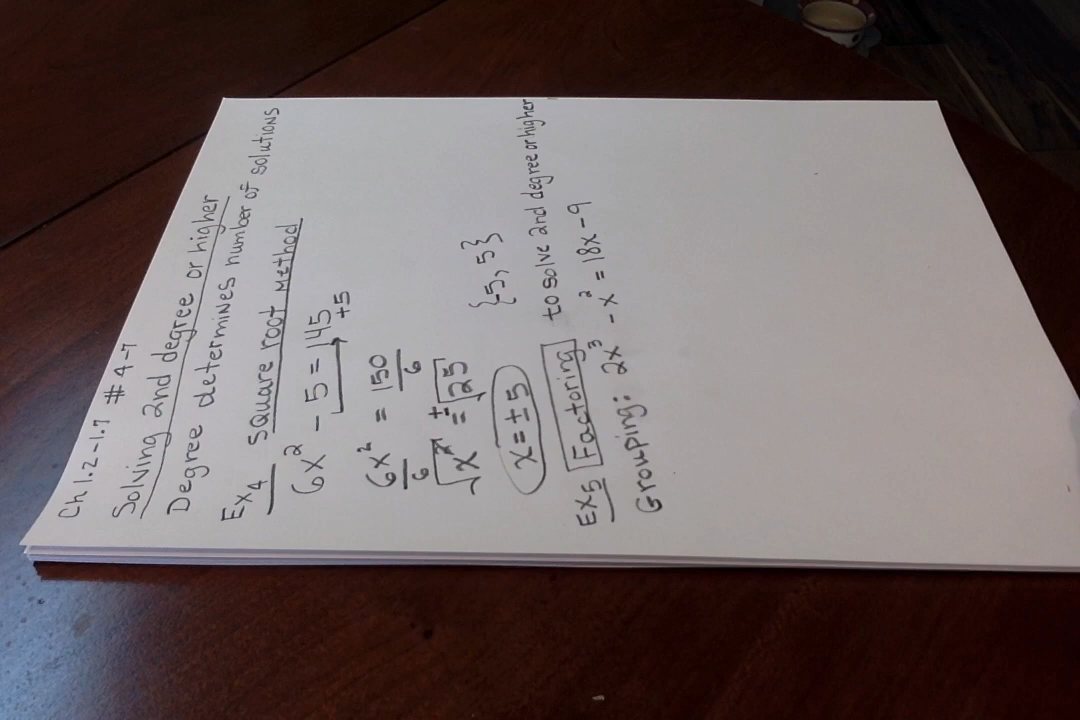 Ch 1.2-1.7 #4-7
Solving 2nd degree or higher
Degree determines number of solutions
Ex4 Square root Method
6x² - 5 = 145
+5
6x² = 150
6 6
√x² = ±√25
x = ±5 {-5, 5}
Ex5 Factoring to solve 2nd degree or higher
Grouping: 2x³ - x² = 18x - 9